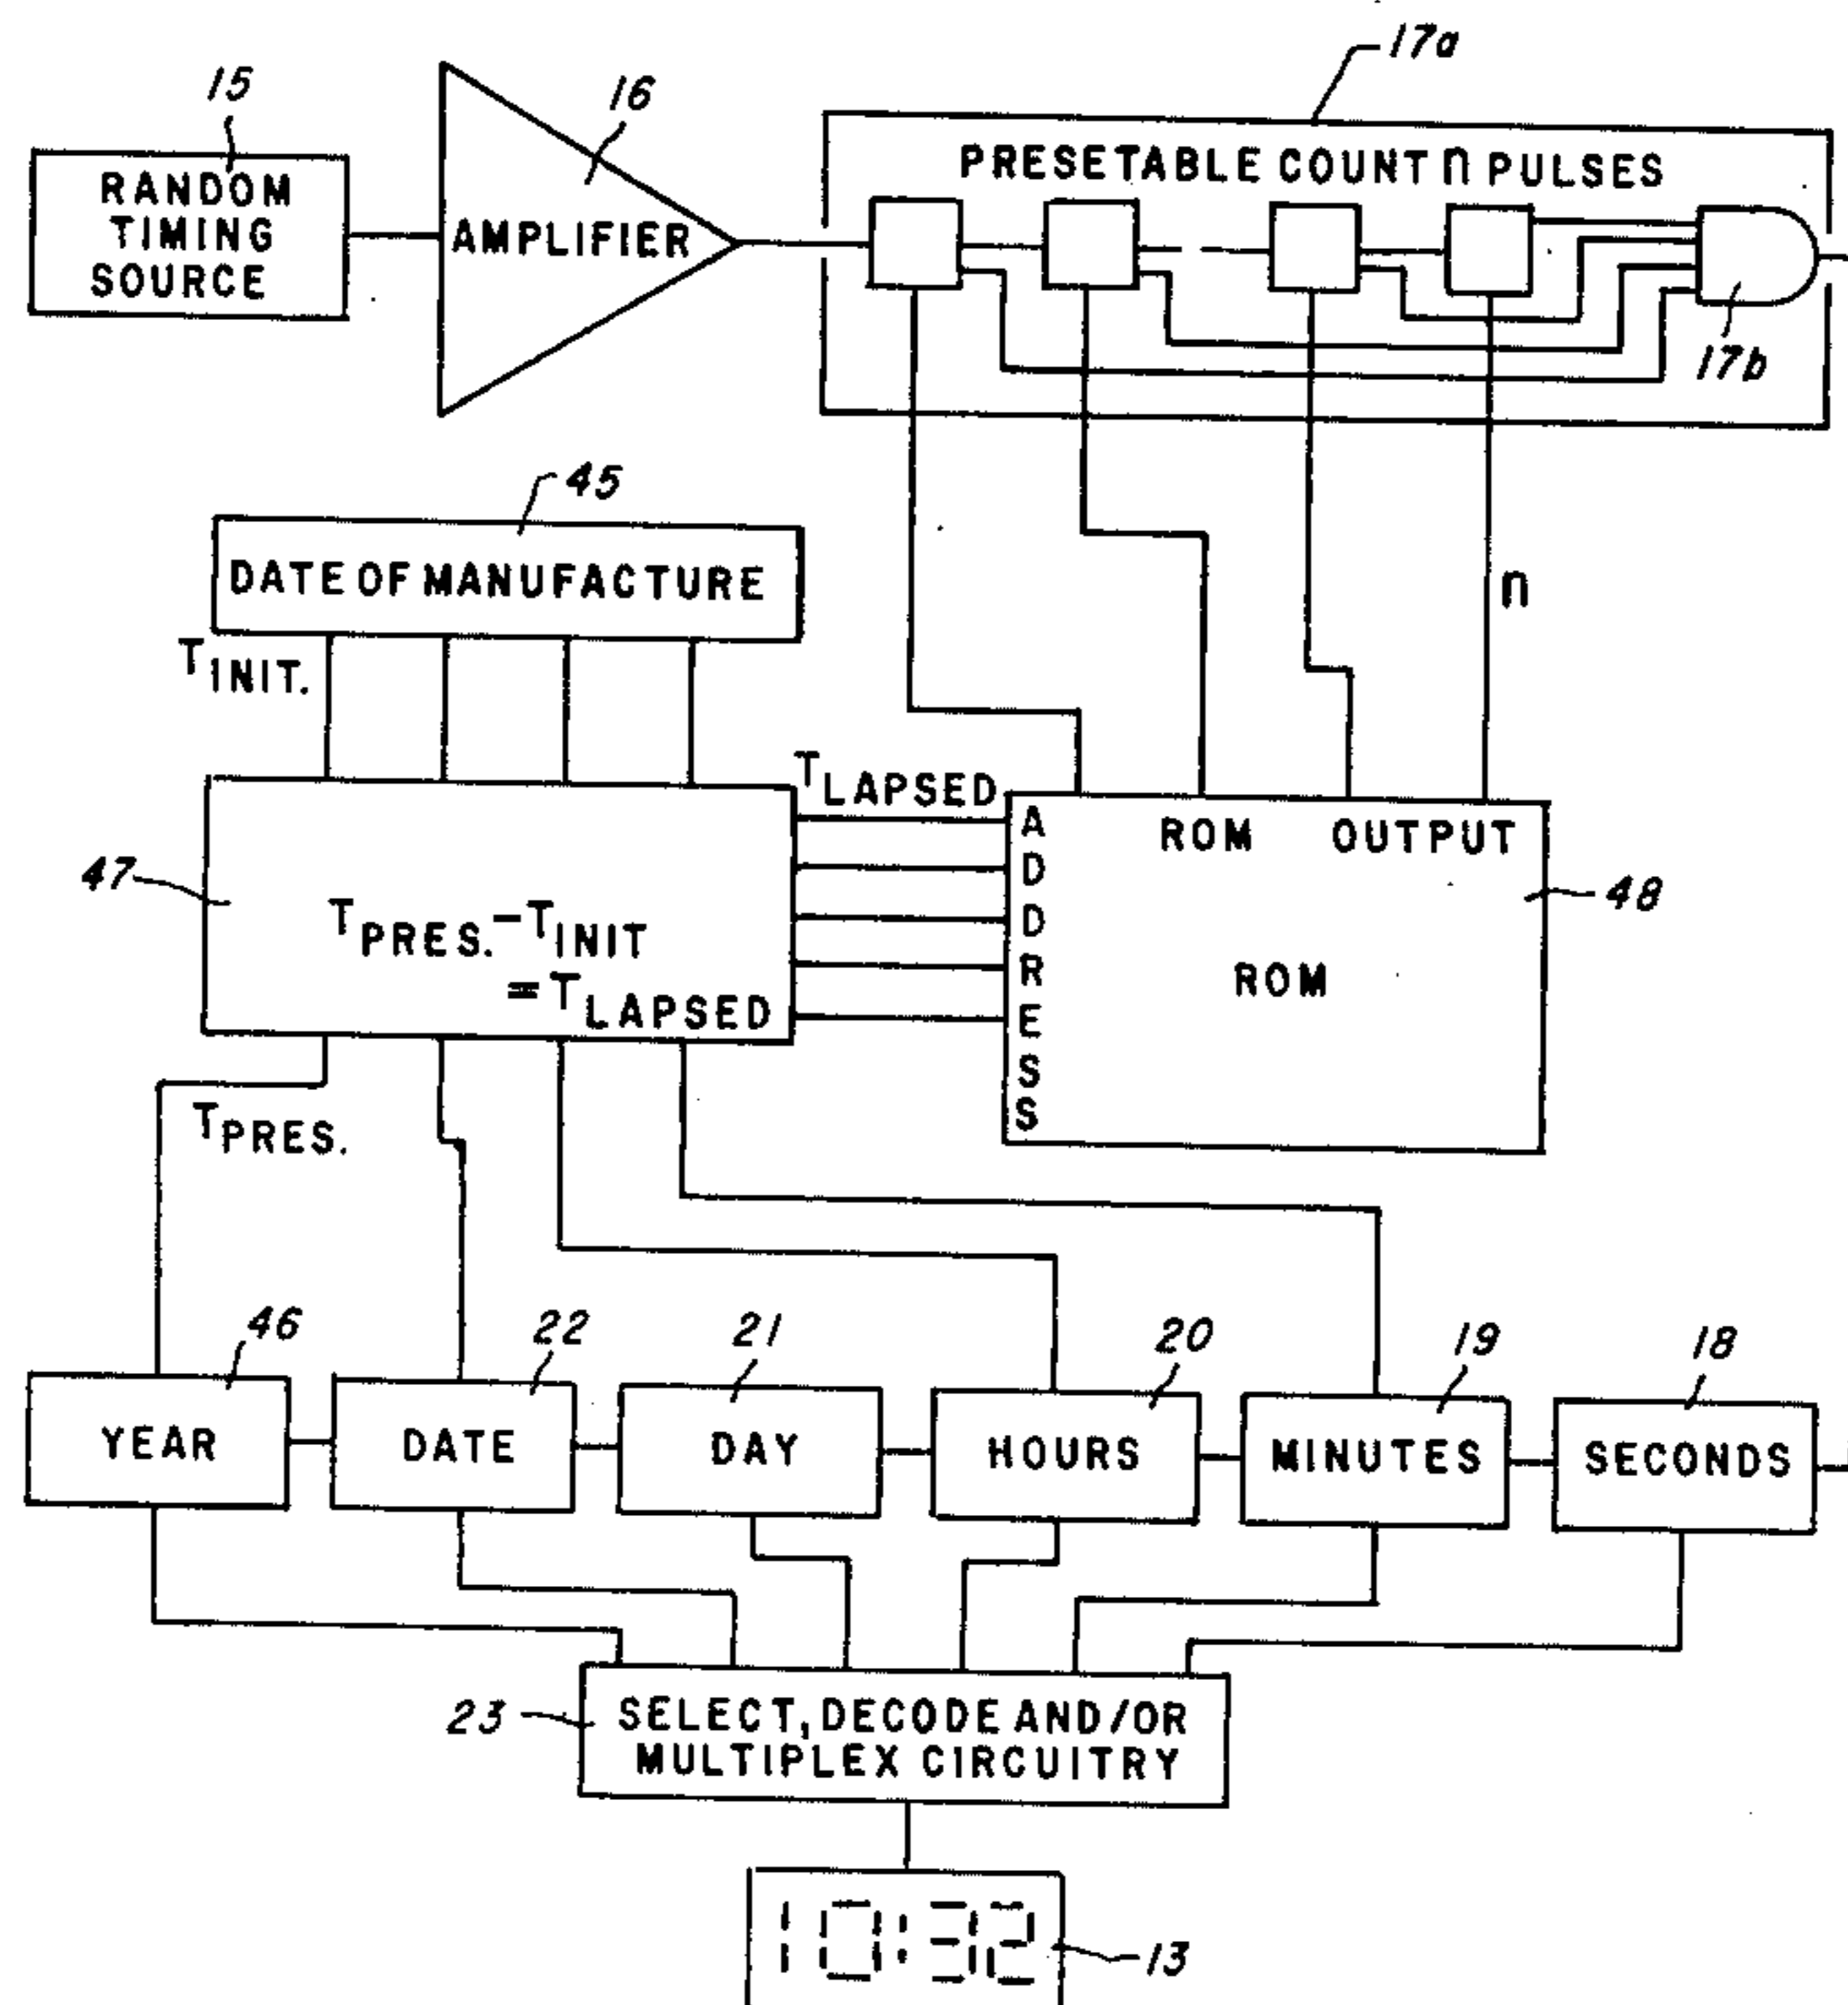 17a
15
16
RANDOM
TIMING
SOURCE
AMPLIFIER
PRESETABLE COUNT n PULSES
17b
45
DATE OF MANUFACTURE
n
TINIT.
TLAPSED
ADDRESS
ROM OUTPUT
47
48
TPRES.-TINIT
=TLAPSED
ROM
TPRES.
46
22
21
20
19
18
YEAR
DATE
DAY
HOURS
MINUTES
SECONDS
23
SELECT, DECODE AND/OR
MULTIPLEX CIRCUITRY
10:32
13